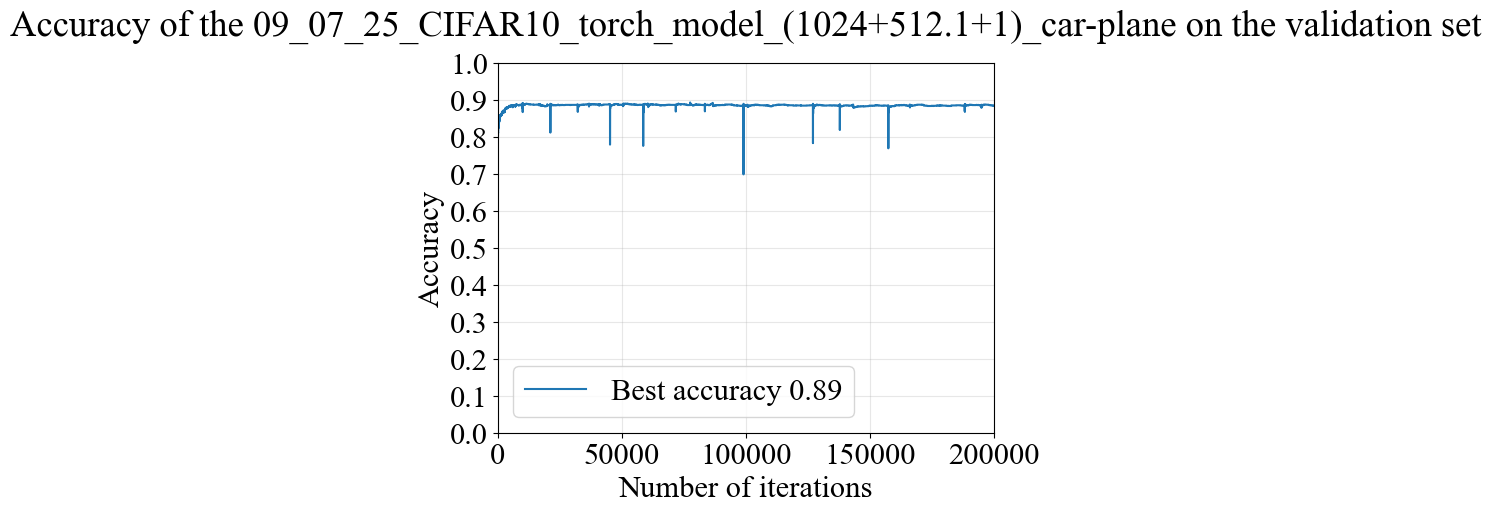 Accuracy of the 09_07_25_CIFAR10_torch_model_(1024+512.1+1)_car-plane on the validation set
1.0
0.9
0.8
0.7
0.6
0.5
0.4
0.3
0.2
0.1
0.0
Accuracy
Best accuracy 0.89
0 50000 100000 150000 200000
Number of iterations